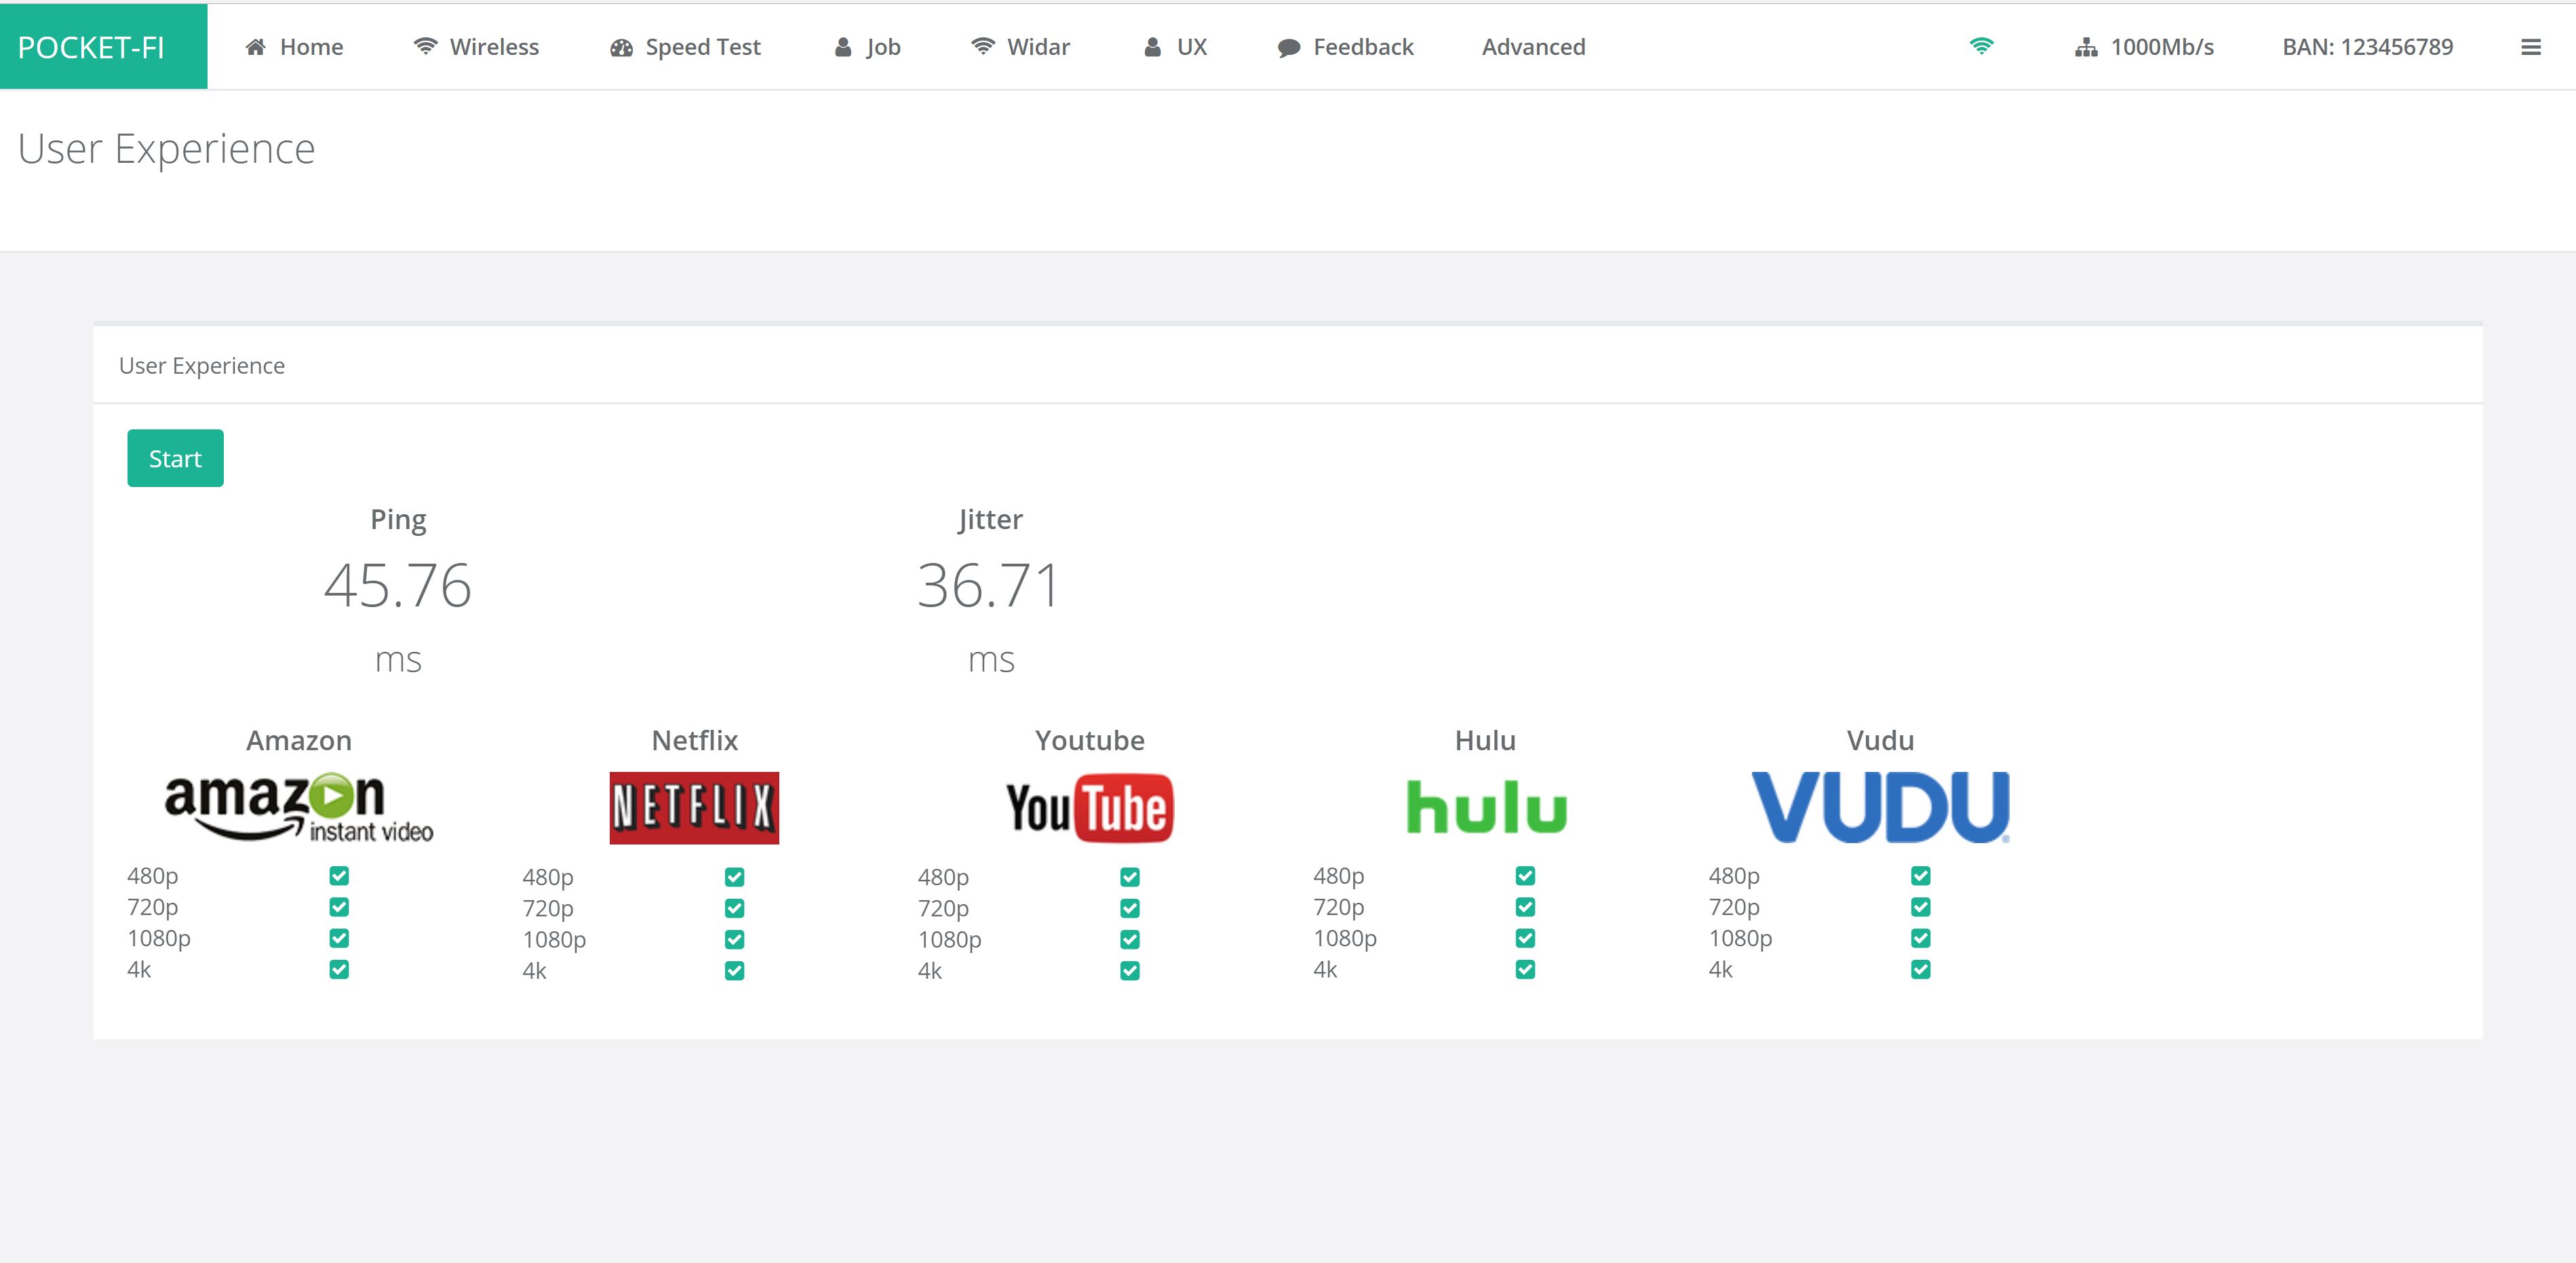 POCKET-FI Home Wireless Speed Test Job Widar UX Feedback Advanced 1000Mb/s BAN: 123456789
User Experience
User Experience
Start
Ping Jitter
45.76 36.71
ms ms
Amazon Netflix Youtube Hulu Vudu
amazon instant video NETFLIX YouTube hulu VUDU
480p 480p 480p 480p 480p
720p 720p 720p 720p 720p
1080p 1080p 1080p 1080p 1080p
4k 4k 4k 4k 4k